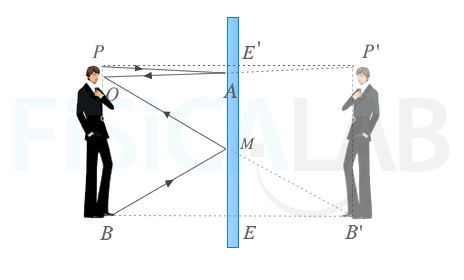 P E' P'
O A
FISICALAB
M
B E B'